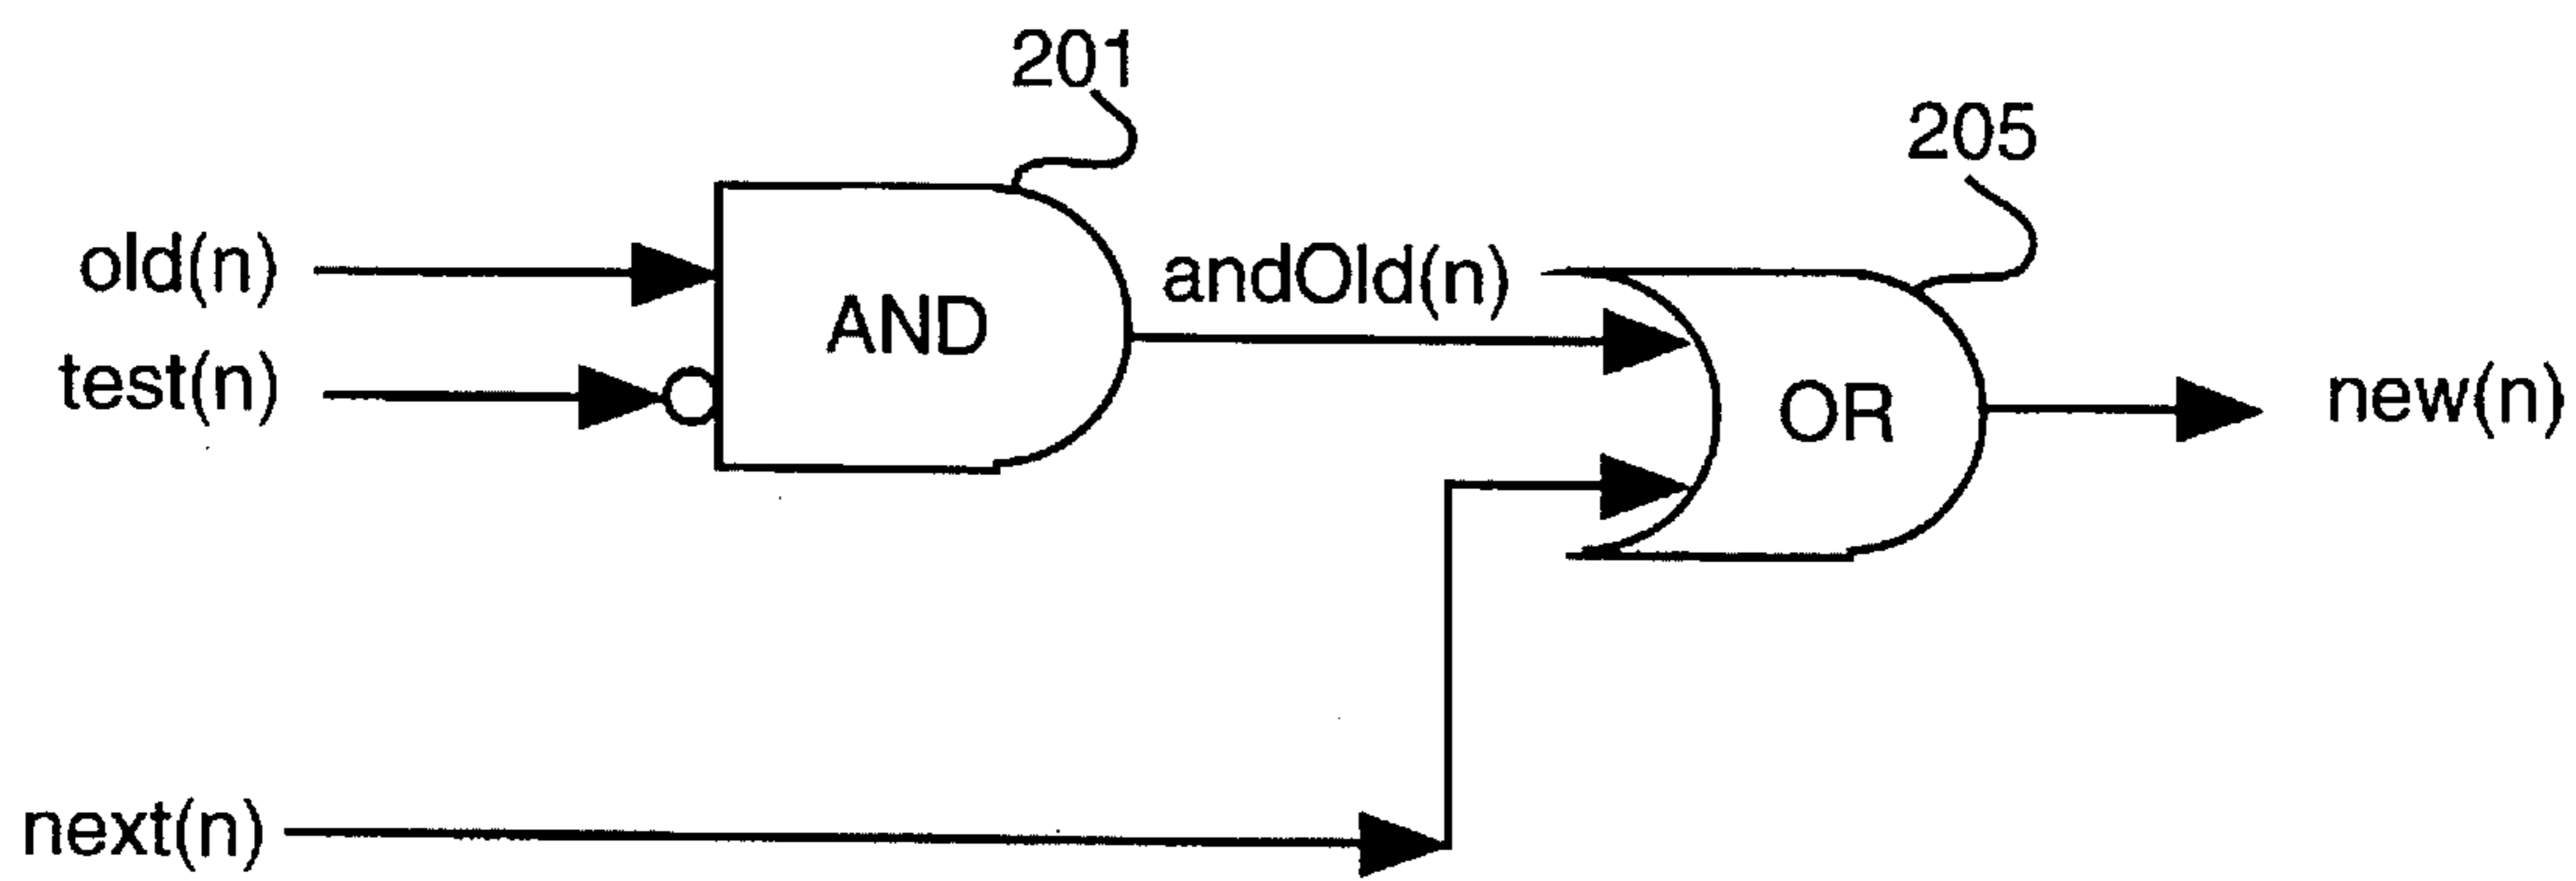 201
205
old(n)
andOld(n)
AND
test(n)
OR
new(n)
next(n)